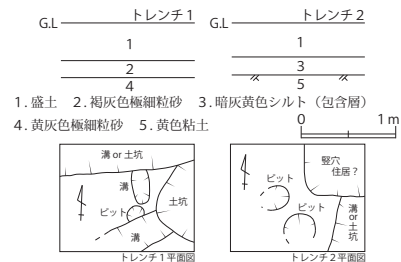 トレンチ1
トレンチ2
G.L
G.L
1
2
4
1
3
5
1. 盛土 2. 褐灰色極細粒砂 3. 暗灰黄色シルト（包含層）
4. 黄灰色極細粒砂 5. 黄色粘土
0 1m
溝 or 土坑
溝
土坑
ピット
溝
トレンチ1平面図
竪穴
住居？
ピット
ピット
溝or土坑
トレンチ2平面図